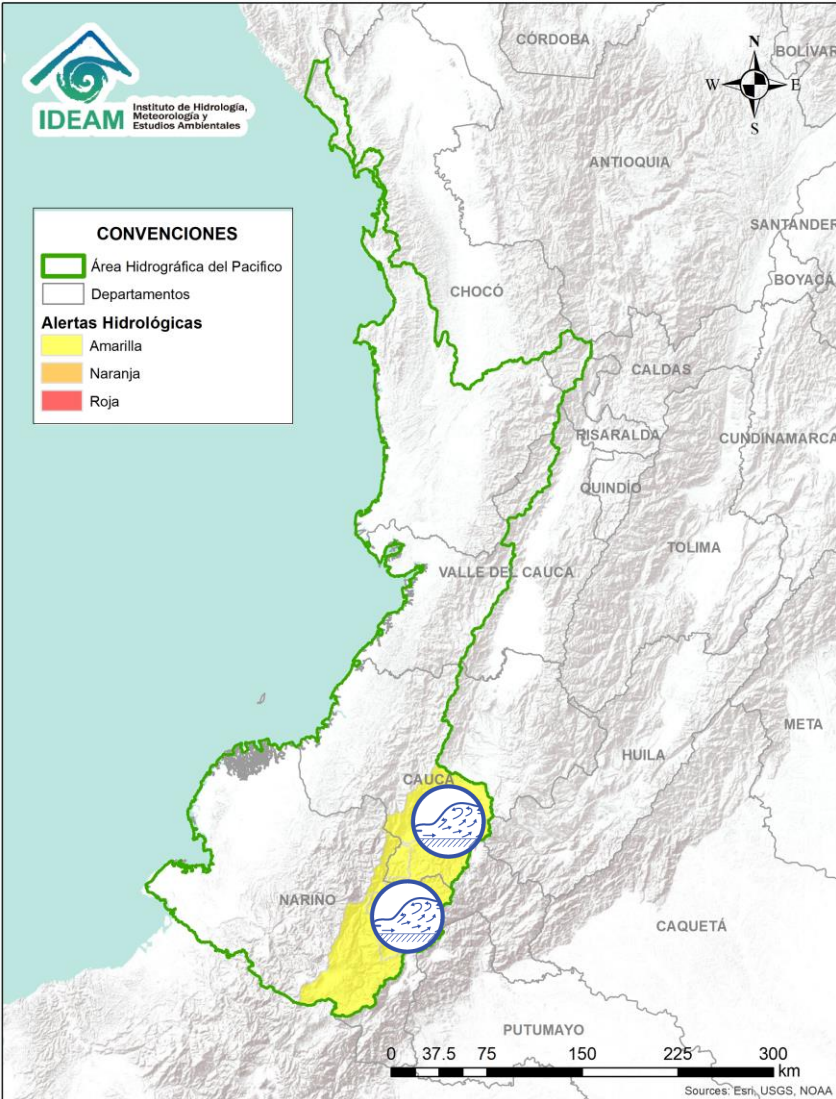 IDEAM
Instituto de Hidrología,
Meteorología y
Estudios Ambientales
N
W
E
S
CONVENCIONES
Área Hidrográfica del Pacifico
Departamentos
Alertas Hidrológicas
Amarilla
Naranja
Roja
CÓRDOBA
BOLÍVAR
ANTIOQUIA
SANTANDER
BOYACÁ
CHOCÓ
CALDAS
RISARALDA
CUNDINAMARCA
QUINDÍO
TOLIMA
VALLE DEL CAUCA
META
HUILA
CAUCA
NARIÑO
CAQUETÁ
PUTUMAYO
0 37.5 75 150 225 300
km
Sources: Esri, USGS, NOAA